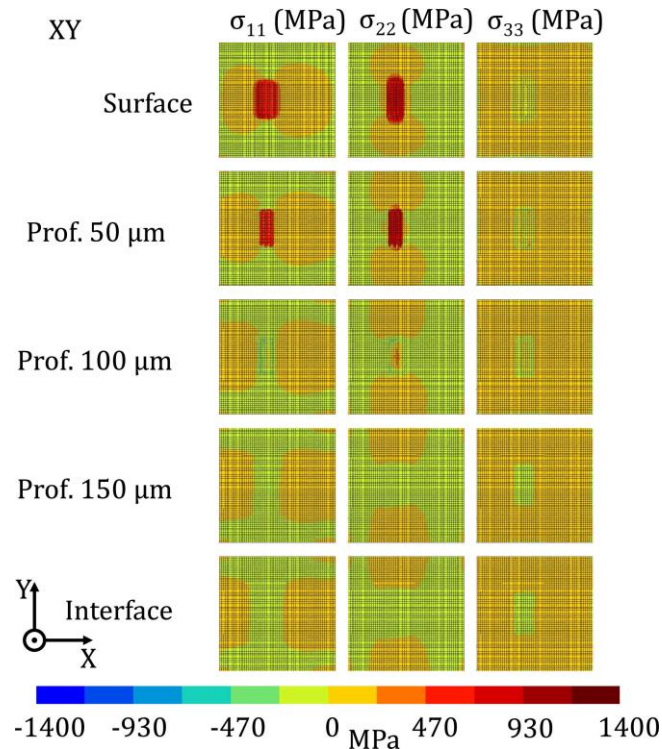 XY
σ₁₁ (MPa) σ₂₂ (MPa) σ₃₃ (MPa)
Surface
Prof. 50 μm
Prof. 100 μm
Prof. 150 μm
Interface
Y
X
-1400 -930 -470 0 470 930 1400
MPa